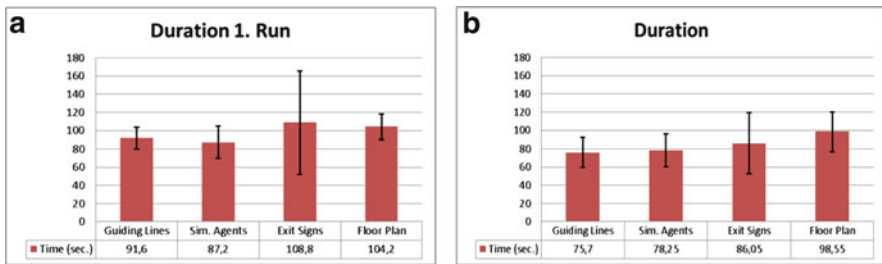 a
Duration 1. Run
180
160
140
120
100
80
60
40
20
0
Guiding Lines Sim. Agents Exit Signs Floor Plan
Time (sec.) 91,6 87,2 108,8 104,2
b
Duration
180
160
140
120
100
80
60
40
20
0
Guiding Lines Sim. Agents Exit Signs Floor Plan
Time (sec.) 75,7 78,25 86,05 98,55